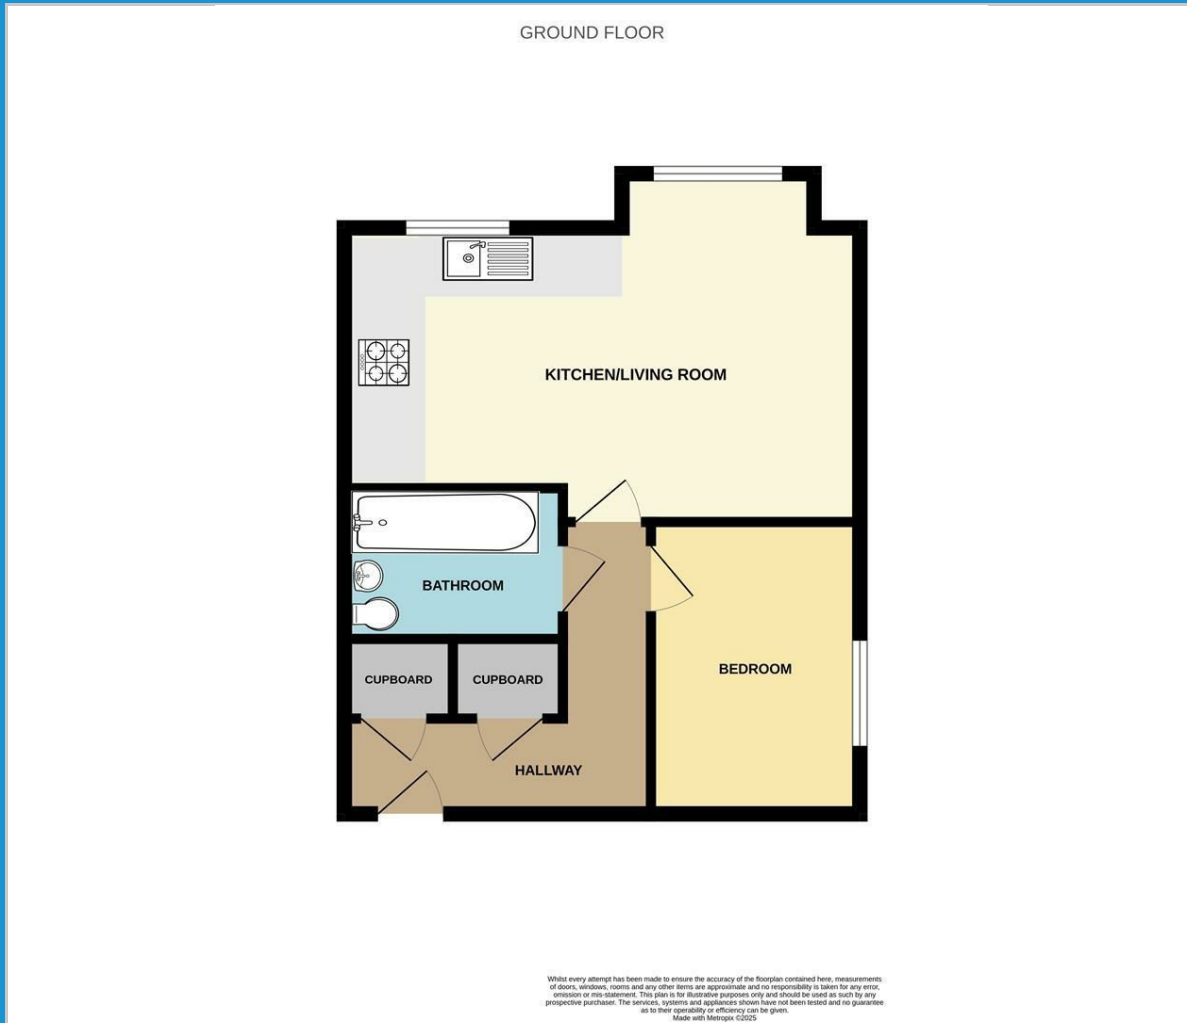 GROUND FLOOR
KITCHEN/LIVING ROOM
BATHROOM
BEDROOM
CUPBOARD
CUPBOARD
HALLWAY
Whilst every attempt has been made to ensure the accuracy of the floorplan contained here, measurements
of doors, windows, rooms and any other items are approximate and no responsibility is taken for any error,
omission or mis-statement. This plan is for illustrative purposes only and should be used as such by any
prospective purchaser. The services, systems and appliances shown have not been tested and no guarantee
as to their operability or efficiency can be given.
Made with Metropix ©2025